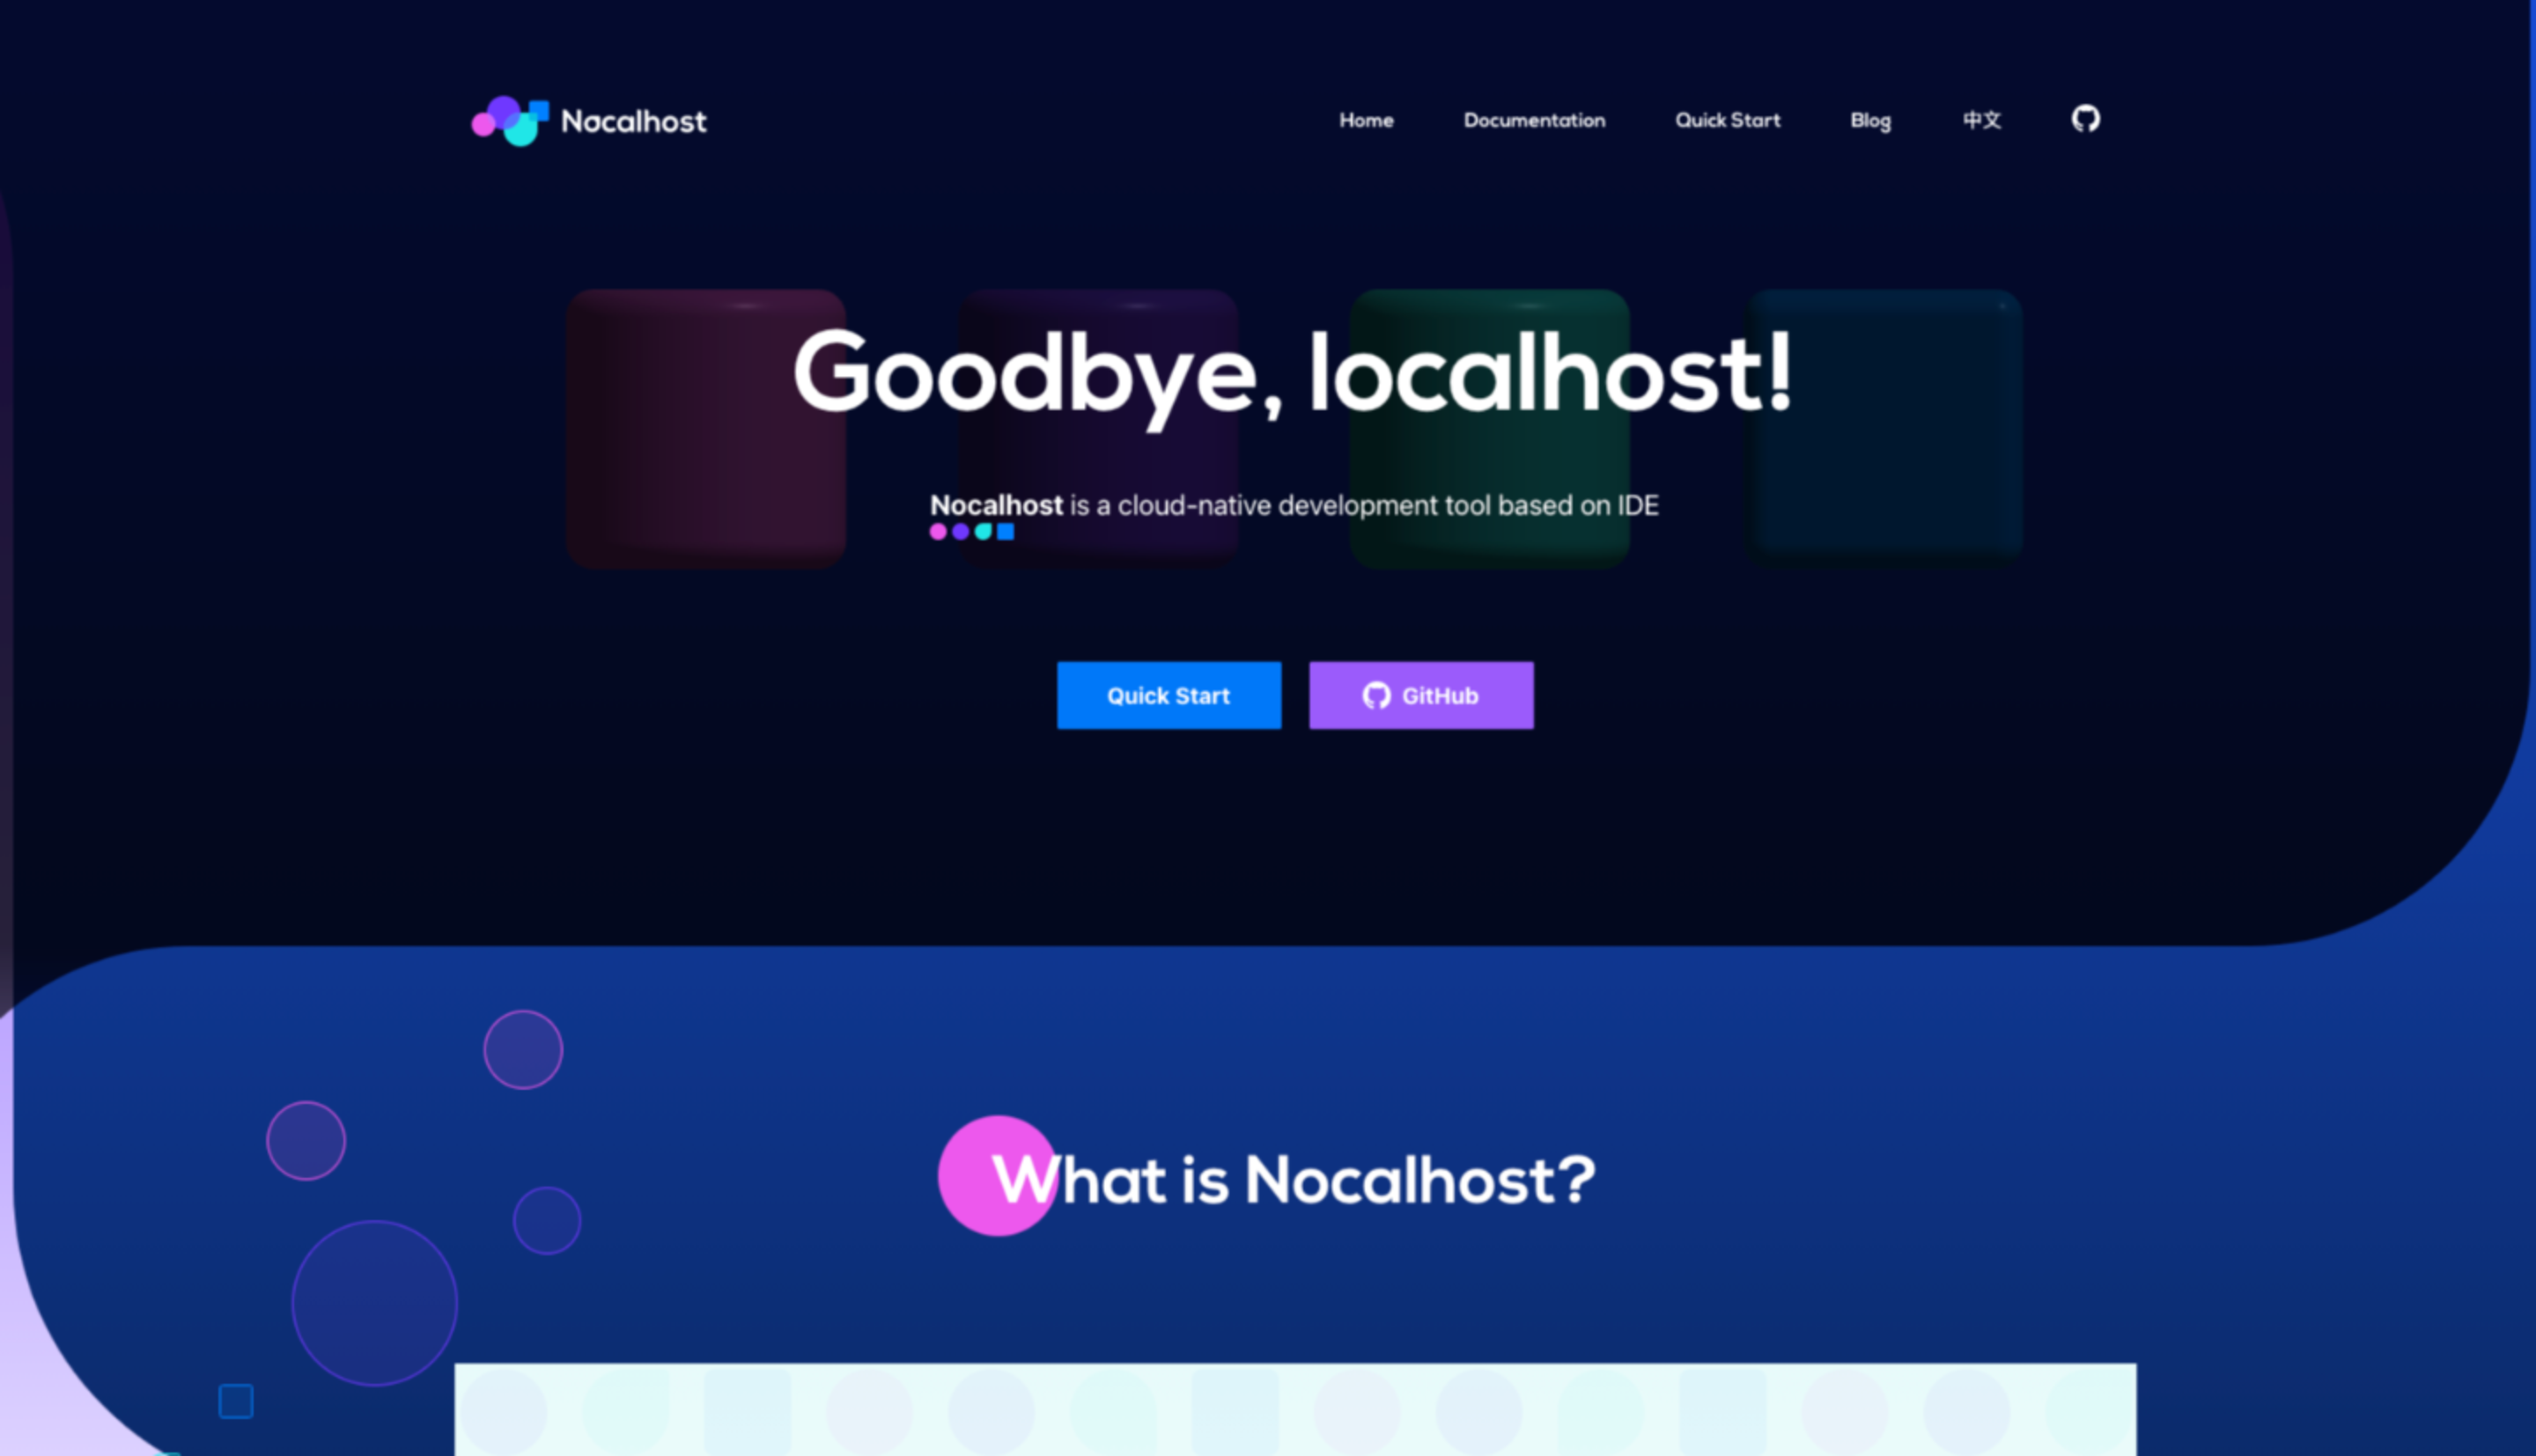 Nocalhost
Home Documentation Quick Start Blog 中文
Goodbye, localhost!
Nocalhost is a cloud-native development tool based on IDE
Quick Start
GitHub
What is Nocalhost?